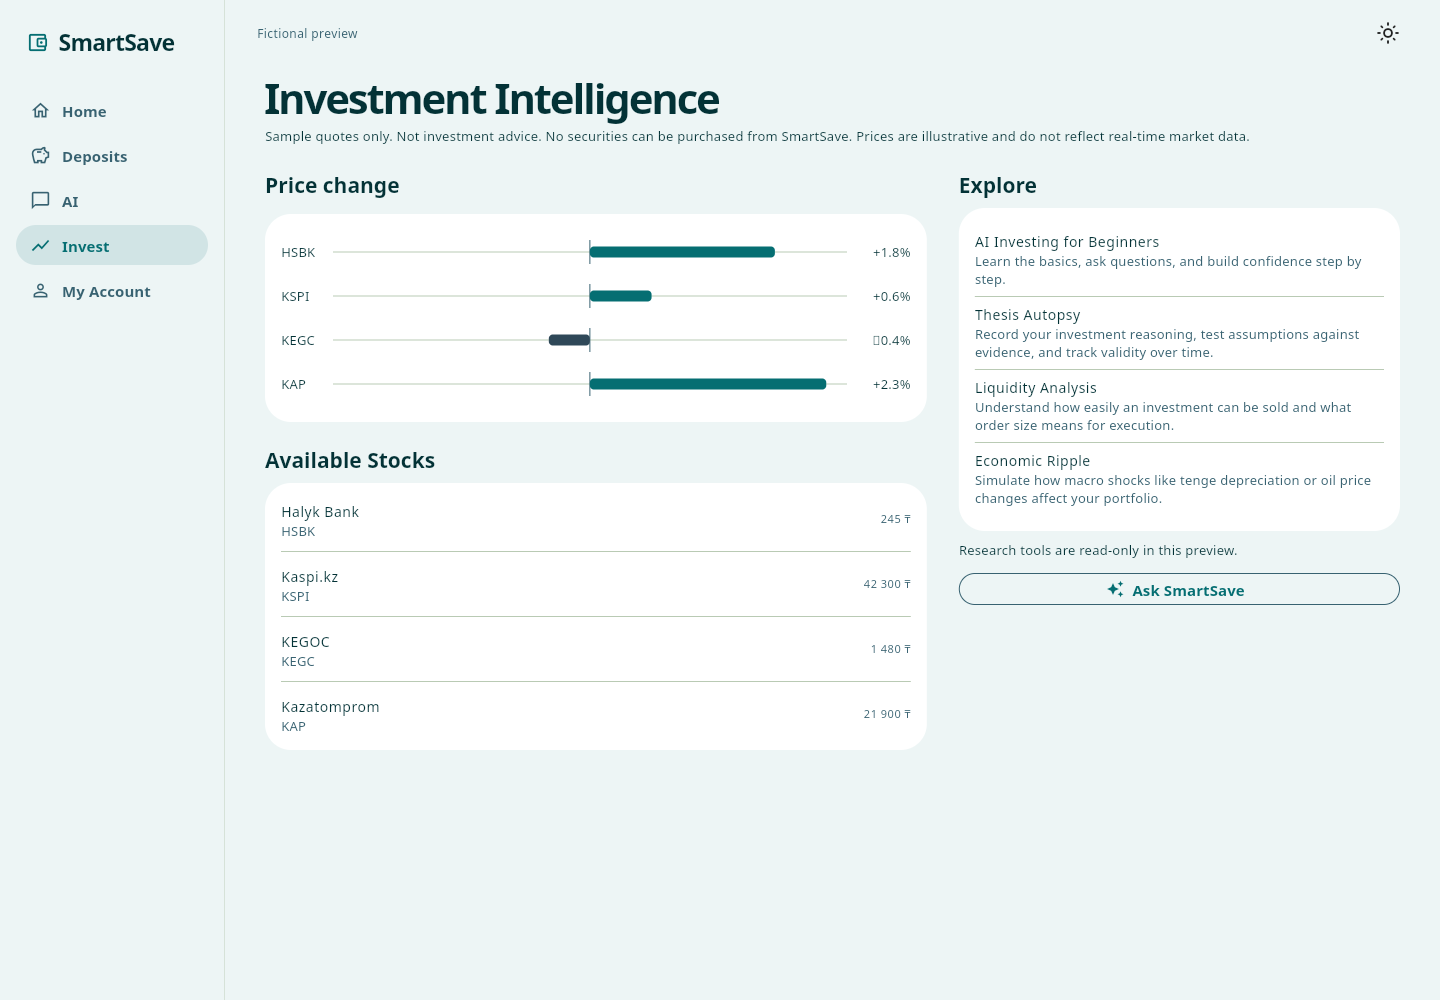 SmartSave
Home
Deposits
AI
Invest
My Account
Fictional preview
Investment Intelligence
Sample quotes only. Not investment advice. No securities can be purchased from SmartSave. Prices are illustrative and do not reflect real-time market data.
Price change
HSBK +1.8%
KSPI +0.6%
KEGC 0.4%
KAP +2.3%
Available Stocks
Halyk Bank
HSBK
245 ₸
Kaspi.kz
KSPI
42 300 ₸
KEGOC
KEGC
1 480 ₸
Kazatomprom
KAP
21 900 ₸
Explore
AI Investing for Beginners
Learn the basics, ask questions, and build confidence step by
step.
Thesis Autopsy
Record your investment reasoning, test assumptions against
evidence, and track validity over time.
Liquidity Analysis
Understand how easily an investment can be sold and what
order size means for execution.
Economic Ripple
Simulate how macro shocks like tenge depreciation or oil price
changes affect your portfolio.
Research tools are read-only in this preview.
Ask SmartSave